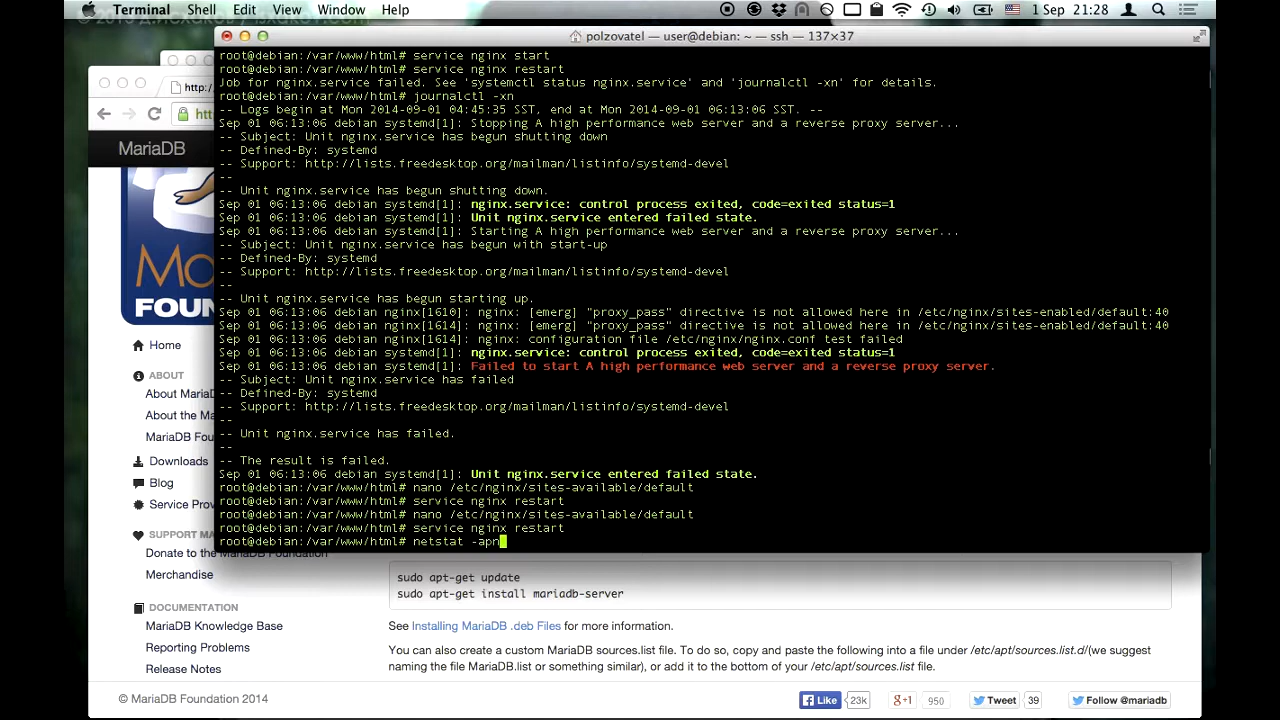 Terminal Shell Edit View Window Help
1 Sep 21:28
polzovatel — user@debian: ~ — ssh — 137×37
root@debian:/var/www/html# service nginx start
root@debian:/var/www/html# service nginx restart
Job for nginx.service failed. See 'systemctl status nginx.service' and 'journalctl -xn' for details.
root@debian:/var/www/html# journalctl -xn
-- Logs begin at Mon 2014-09-01 04:45:35 SST, end at Mon 2014-09-01 06:13:06 SST. --
Sep 01 06:13:06 debian systemd[1]: Stopping A high performance web server and a reverse proxy server...
-- Subject: Unit nginx.service has begun shutting down
-- Defined-By: systemd
-- Support: http://lists.freedesktop.org/mailman/listinfo/systemd-devel
--
-- Unit nginx.service has begun shutting down.
Sep 01 06:13:06 debian systemd[1]: nginx.service: control process exited, code=exited status=1
Sep 01 06:13:06 debian systemd[1]: Unit nginx.service entered failed state.
Sep 01 06:13:06 debian systemd[1]: Starting A high performance web server and a reverse proxy server...
-- Subject: Unit nginx.service has begun with start-up
-- Defined-By: systemd
-- Support: http://lists.freedesktop.org/mailman/listinfo/systemd-devel
--
-- Unit nginx.service has begun starting up.
Sep 01 06:13:06 debian nginx[1610]: nginx: [emerg] "proxy_pass" directive is not allowed here in /etc/nginx/sites-enabled/default:40
Sep 01 06:13:06 debian nginx[1614]: nginx: [emerg] "proxy_pass" directive is not allowed here in /etc/nginx/sites-enabled/default:40
Sep 01 06:13:06 debian nginx[1614]: nginx: configuration file /etc/nginx/nginx.conf test failed
Sep 01 06:13:06 debian systemd[1]: nginx.service: control process exited, code=exited status=1
Sep 01 06:13:06 debian systemd[1]: Failed to start A high performance web server and a reverse proxy server.
-- Subject: Unit nginx.service has failed
-- Defined-By: systemd
-- Support: http://lists.freedesktop.org/mailman/listinfo/systemd-devel
--
-- Unit nginx.service has failed.
--
-- The result is failed.
Sep 01 06:13:06 debian systemd[1]: Unit nginx.service entered failed state.
root@debian:/var/www/html# nano /etc/nginx/sites-available/default
root@debian:/var/www/html# service nginx restart
root@debian:/var/www/html# nano /etc/nginx/sites-available/default
root@debian:/var/www/html# service nginx restart
root@debian:/var/www/html# netstat -apn
http:/
htt
MariaDB
Mo
FOUN
Home
ABOUT
About MariaD
About the Ma
MariaDB Fou
Downloads
Blog
Service Prov
SUPPORT MA
Donate to the MariaDB Foundation
Merchandise
DOCUMENTATION
MariaDB Knowledge Base
Reporting Problems
Release Notes
sudo apt-get update
sudo apt-get install mariadb-server
See Installing MariaDB .deb Files for more information.
You can also create a custom MariaDB sources.list file. To do so, copy and paste the following into a file under /etc/apt/sources.list.d/(we suggest
naming the file MariaDB.list or something similar), or add it to the bottom of your /etc/apt/sources.list file.
© MariaDB Foundation 2014
Like 23k +1 950 Tweet 39 Follow @mariadb